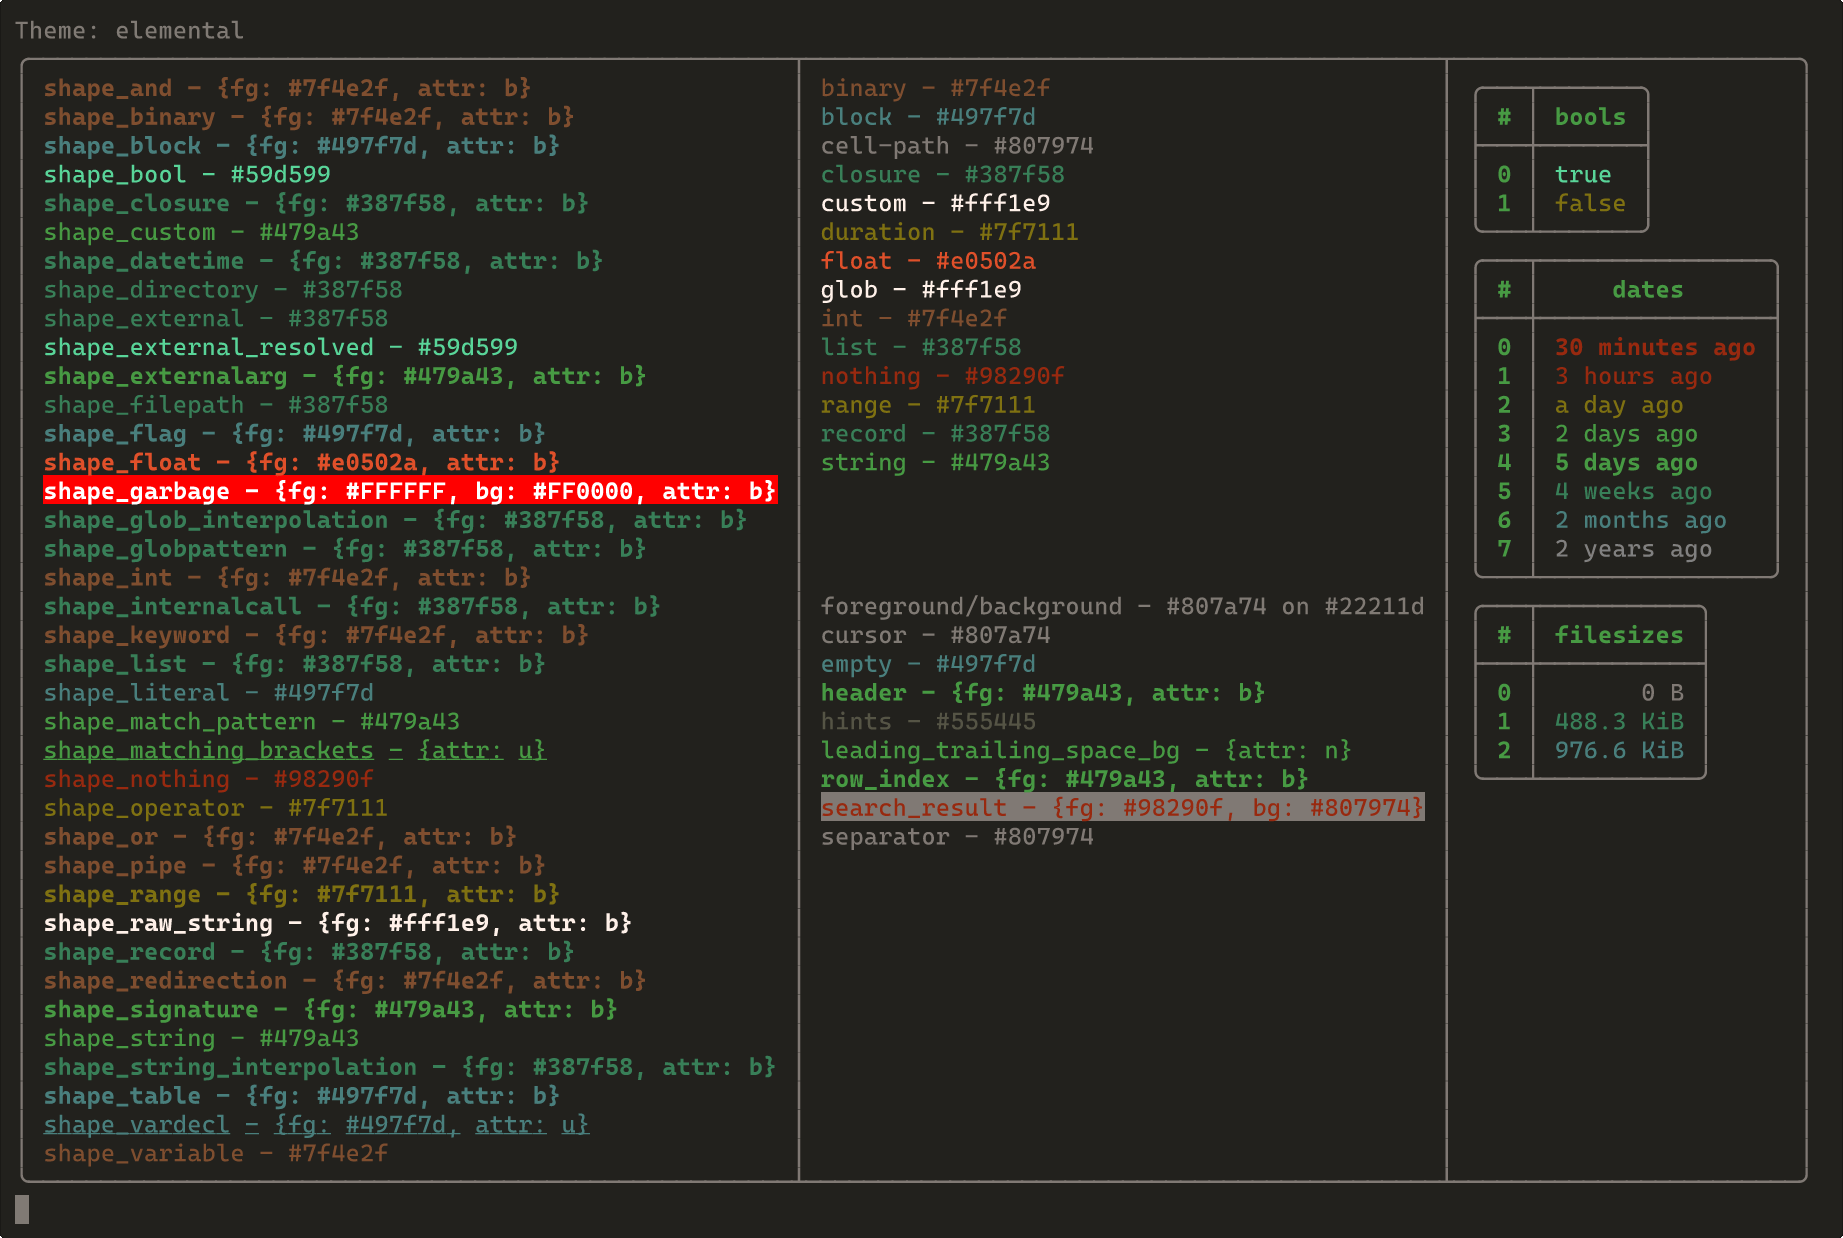 Theme: elemental
shape_and - {fg: #7f4e2f, attr: b}
shape_binary - {fg: #7f4e2f, attr: b}
shape_block - {fg: #497f7d, attr: b}
shape_bool - #59d599
shape_closure - {fg: #387f58, attr: b}
shape_custom - #479a43
shape_datetime - {fg: #387f58, attr: b}
shape_directory - #387f58
shape_external - #387f58
shape_external_resolved - #59d599
shape_externalarg - {fg: #479a43, attr: b}
shape_filepath - #387f58
shape_flag - {fg: #497f7d, attr: b}
shape_float - {fg: #e0502a, attr: b}
shape_garbage - {fg: #FFFFFF, bg: #FF0000, attr: b}
shape_glob_interpolation - {fg: #387f58, attr: b}
shape_globpattern - {fg: #387f58, attr: b}
shape_int - {fg: #7f4e2f, attr: b}
shape_internalcall - {fg: #387f58, attr: b}
shape_keyword - {fg: #7f4e2f, attr: b}
shape_list - {fg: #387f58, attr: b}
shape_literal - #497f7d
shape_match_pattern - #479a43
shape_matching_brackets - {attr: u}
shape_nothing - #98290f
shape_operator - #7f7111
shape_or - {fg: #7f4e2f, attr: b}
shape_pipe - {fg: #7f4e2f, attr: b}
shape_range - {fg: #7f7111, attr: b}
shape_raw_string - {fg: #fff1e9, attr: b}
shape_record - {fg: #387f58, attr: b}
shape_redirection - {fg: #7f4e2f, attr: b}
shape_signature - {fg: #479a43, attr: b}
shape_string - #479a43
shape_string_interpolation - {fg: #387f58, attr: b}
shape_table - {fg: #497f7d, attr: b}
shape_vardecl - {fg: #497f7d, attr: u}
shape_variable - #7f4e2f
binary - #7f4e2f
block - #497f7d
cell-path - #807974
closure - #387f58
custom - #fff1e9
duration - #7f7111
float - #e0502a
glob - #fff1e9
int - #7f4e2f
list - #387f58
nothing - #98290f
range - #7f7111
record - #387f58
string - #479a43
foreground/background - #807a74 on #22211d
cursor - #807a74
empty - #497f7d
header - {fg: #479a43, attr: b}
hints - #555445
leading_trailing_space_bg - {attr: n}
row_index - {fg: #479a43, attr: b}
search_result - {fg: #98290f, bg: #807974}
separator - #807974
# bools
0 true
1 false
# dates
0 30 minutes ago
1 3 hours ago
2 a day ago
3 2 days ago
4 5 days ago
5 4 weeks ago
6 2 months ago
7 2 years ago
# filesizes
0 0 B
1 488.3 KiB
2 976.6 KiB